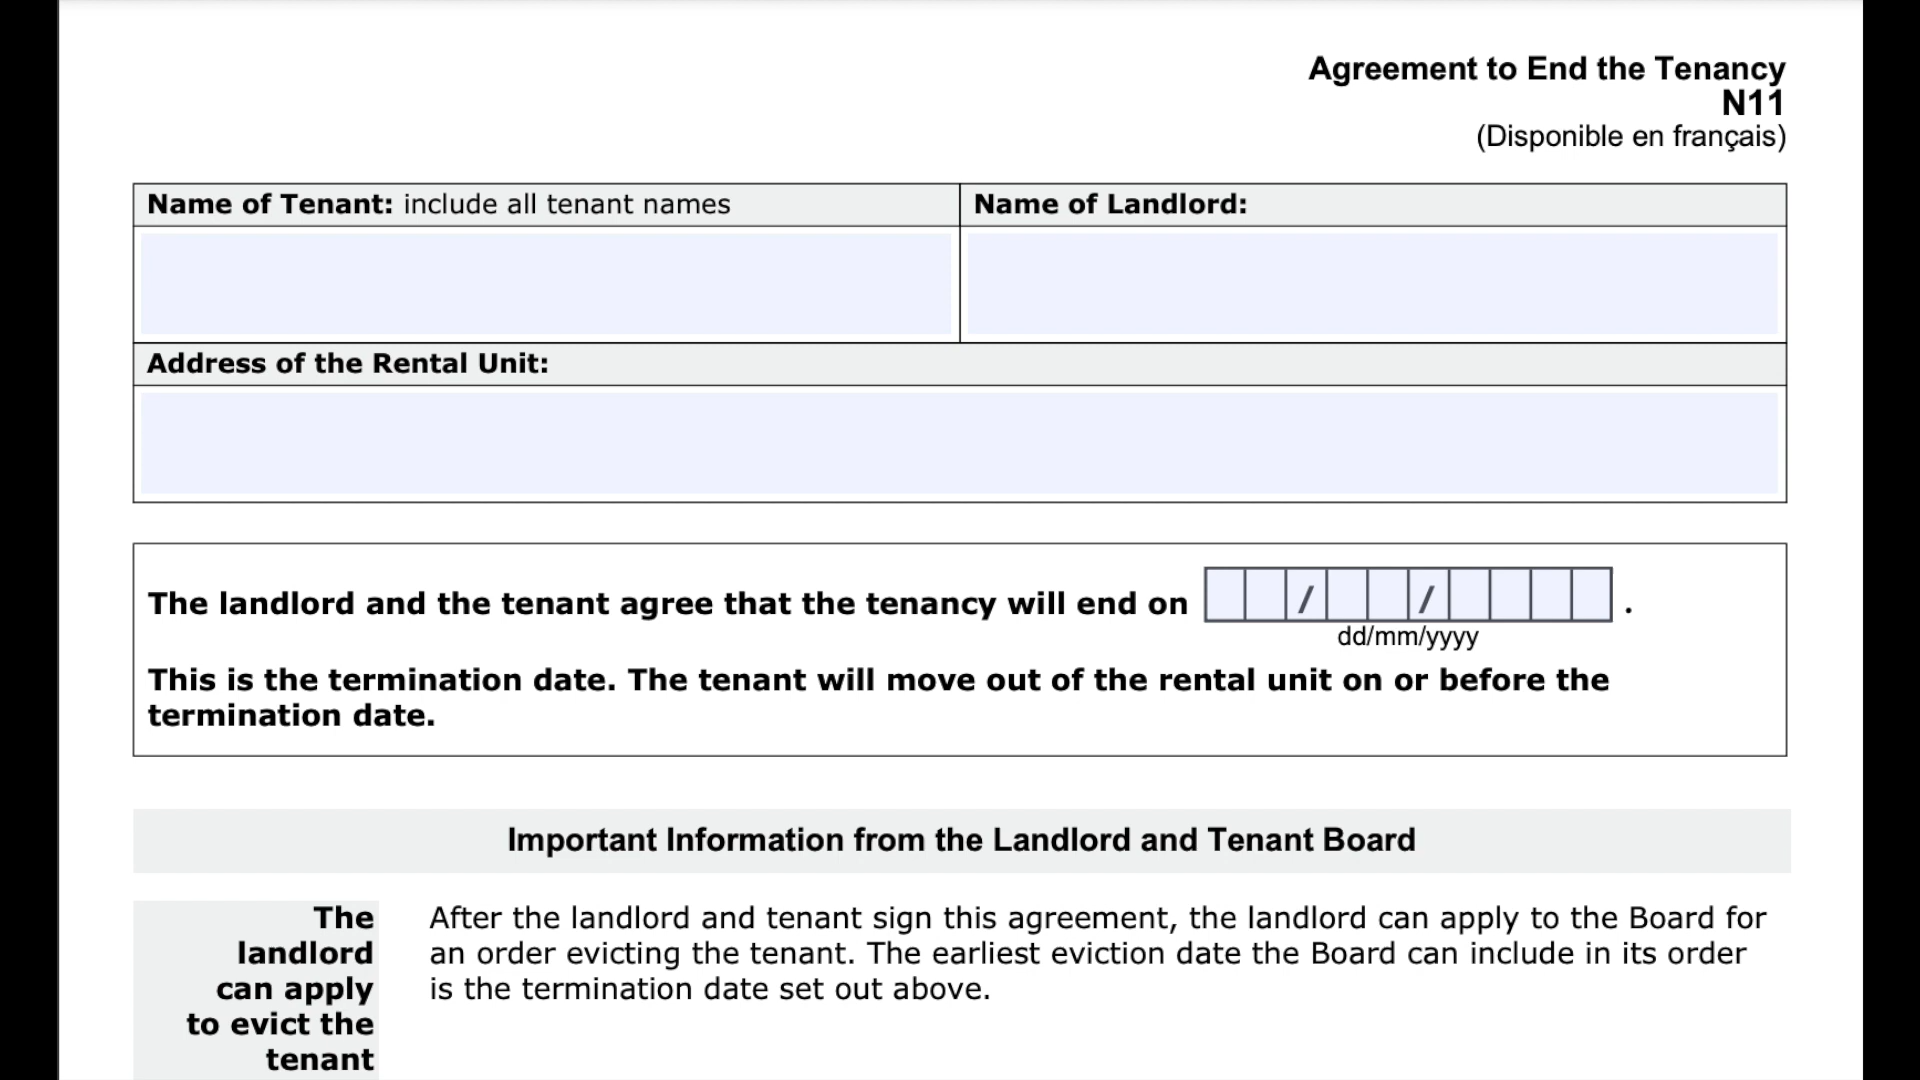 Agreement to End the Tenancy
N11
(Disponible en français)
Name of Tenant: include all tenant names
Name of Landlord:
Address of the Rental Unit:
The landlord and the tenant agree that the tenancy will end on / / .
dd/mm/yyyy
This is the termination date. The tenant will move out of the rental unit on or before the
termination date.
Important Information from the Landlord and Tenant Board
The
landlord
can apply
to evict the
tenant
After the landlord and tenant sign this agreement, the landlord can apply to the Board for
an order evicting the tenant. The earliest eviction date the Board can include in its order
is the termination date set out above.